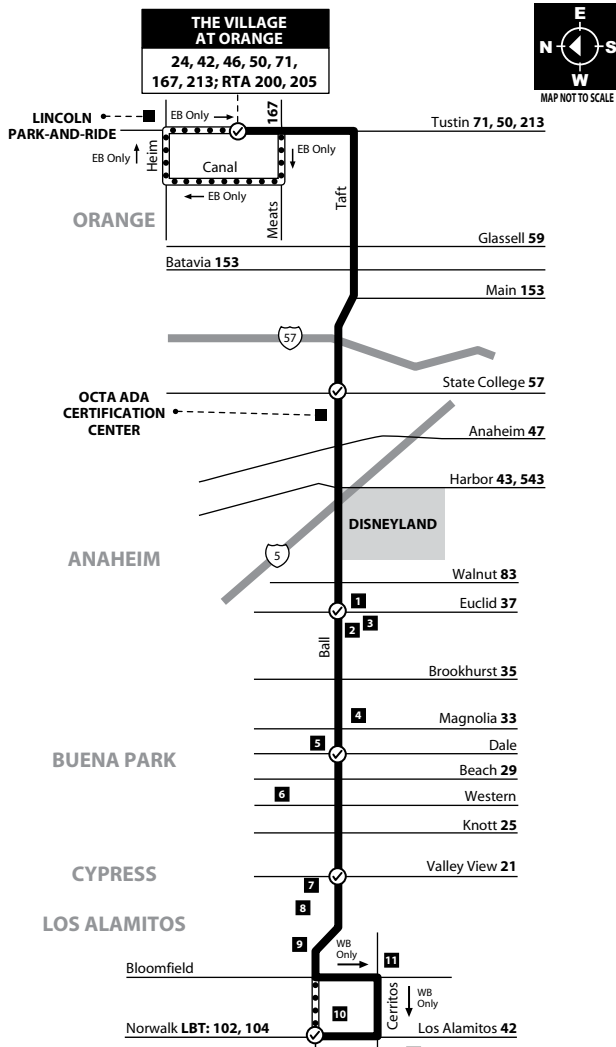 THE VILLAGE
AT ORANGE
24, 42, 46, 50, 71,
167, 213; RTA 200, 205
E
N S
W
MAP NOT TO SCALE
LINCOLN
PARK-AND-RIDE
EB Only
167
Tustin 71, 50, 213
EB Only
Heim
Canal
EB Only
EB Only
Meats
Taft
ORANGE
Glassell 59
Batavia 153
Main 153
57
State College 57
OCTA ADA
CERTIFICATION
CENTER
Anaheim 47
Harbor 43, 543
DISNEYLAND
ANAHEIM
5
Walnut 83
1
Euclid 37
2
3
Ball
Brookhurst 35
4
Magnolia 33
5
Dale
BUENA PARK
Beach 29
6
Western
Knott 25
Valley View 21
CYPRESS
7
8
LOS ALAMITOS
9
WB
Only
11
Bloomfield
10
Cerritos
WB
Only
Norwalk LBT: 102, 104
Los Alamitos 42